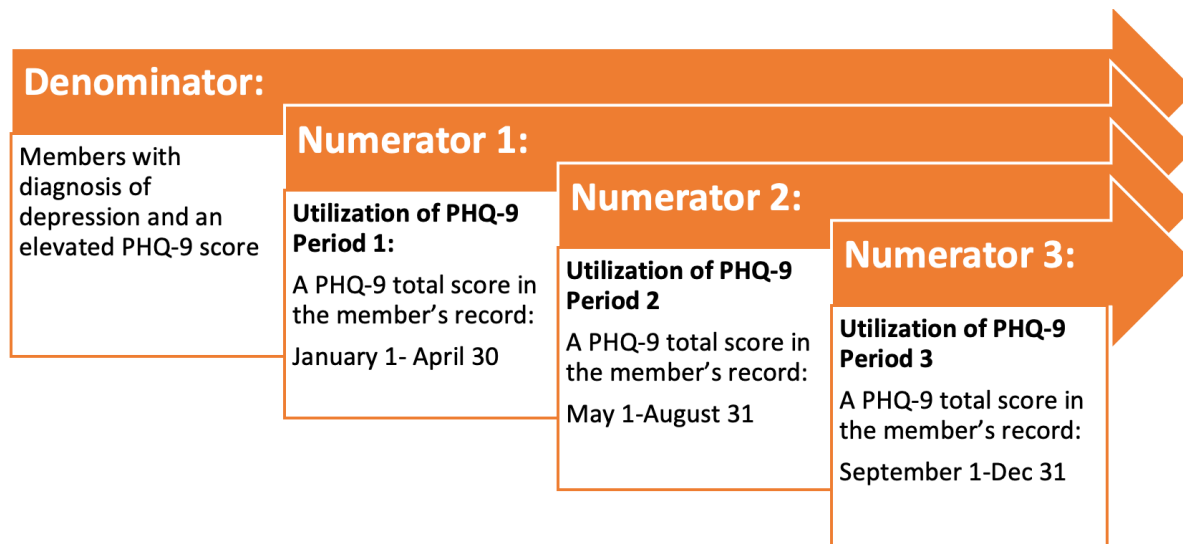 Denominator:
Members with
diagnosis of
depression and an
elevated PHQ-9 score
Numerator 1:
Utilization of PHQ-9
Period 1:
A PHQ-9 total score in
the member’s record:
January 1- April 30
Numerator 2:
Utilization of PHQ-9
Period 2
A PHQ-9 total score in
the member’s record:
May 1-August 31
Numerator 3:
Utilization of PHQ-9
Period 3
A PHQ-9 total score in
the member’s record:
September 1-Dec 31